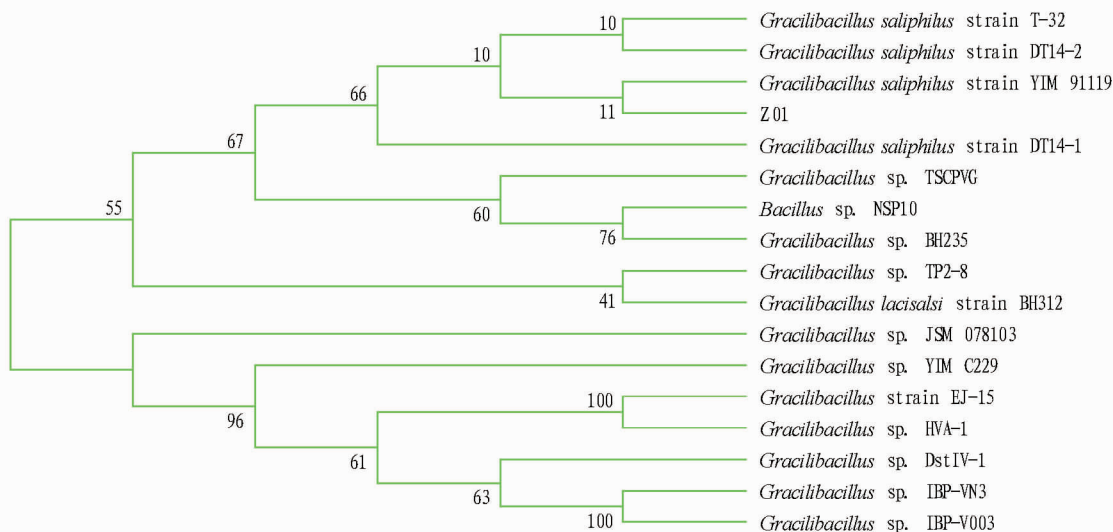 10
Gracilibacillus saliphilus strain T-32
Gracilibacillus saliphilus strain DT14-2
10
Gracilibacillus saliphilus strain YIM 91119
66
11
Z01
67
Gracilibacillus saliphilus strain DT14-1
Gracilibacillus sp. TSCPVG
55
60
Bacillus sp. NSP10
76
Gracilibacillus sp. BH235
Gracilibacillus sp. TP2-8
41
Gracilibacillus lacisalsi strain BH312
Gracilibacillus sp. JSM 078103
Gracilibacillus sp. YIM C229
96
100
Gracilibacillus strain EJ-15
Gracilibacillus sp. HVA-1
61
Gracilibacillus sp. DstIV-1
63
Gracilibacillus sp. IBP-VN3
100
Gracilibacillus sp. IBP-V003